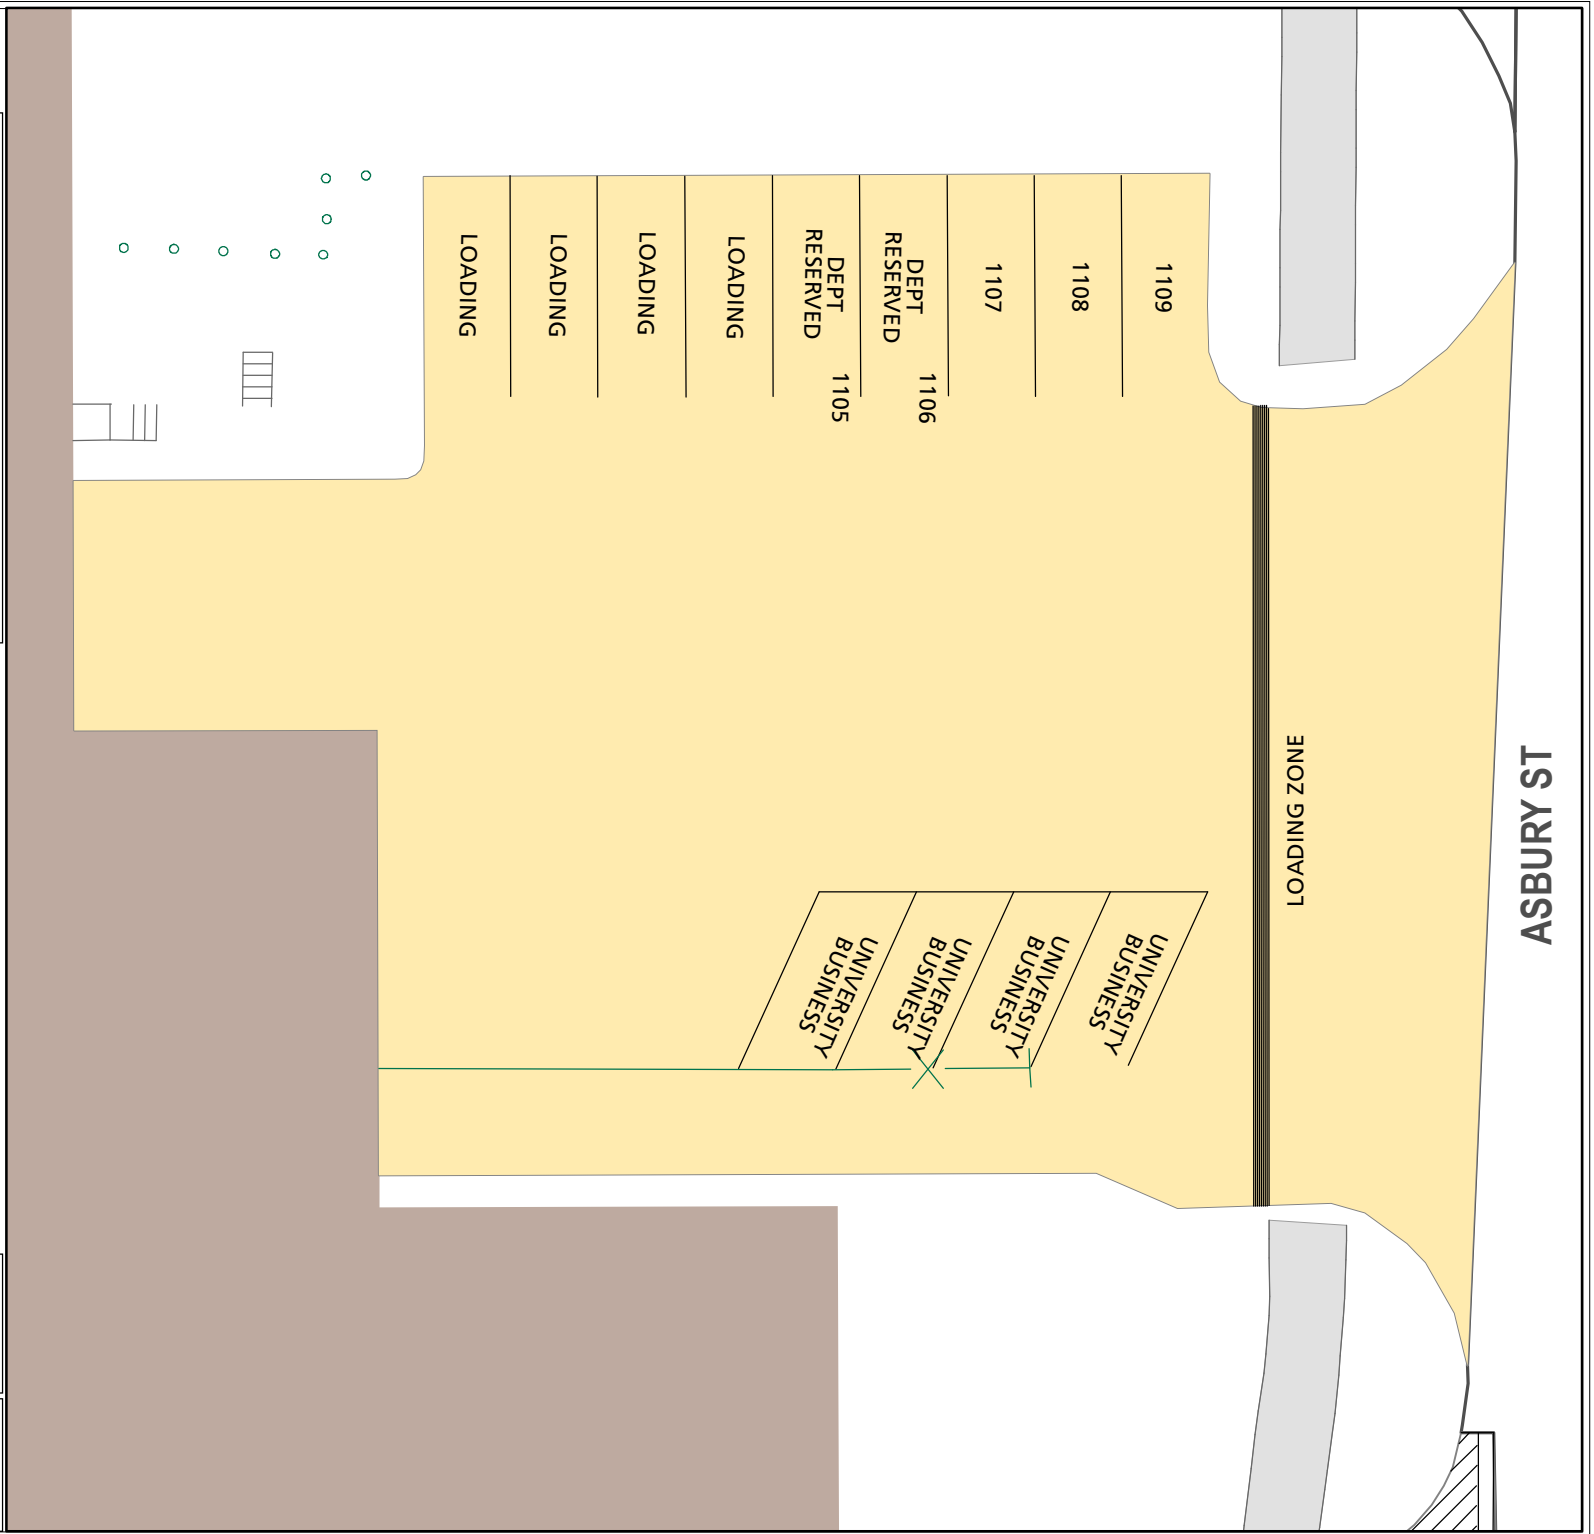 LOADING
LOADING
LOADING
LOADING
DEPT
RESERVED
1105
DEPT
RESERVED
1106
1107
1108
1109
LOADING ZONE
ASBURY ST
UNIVERSITY
BUSINESS
UNIVERSITY
BUSINESS
UNIVERSITY
BUSINESS
UNIVERSITY
BUSINESS